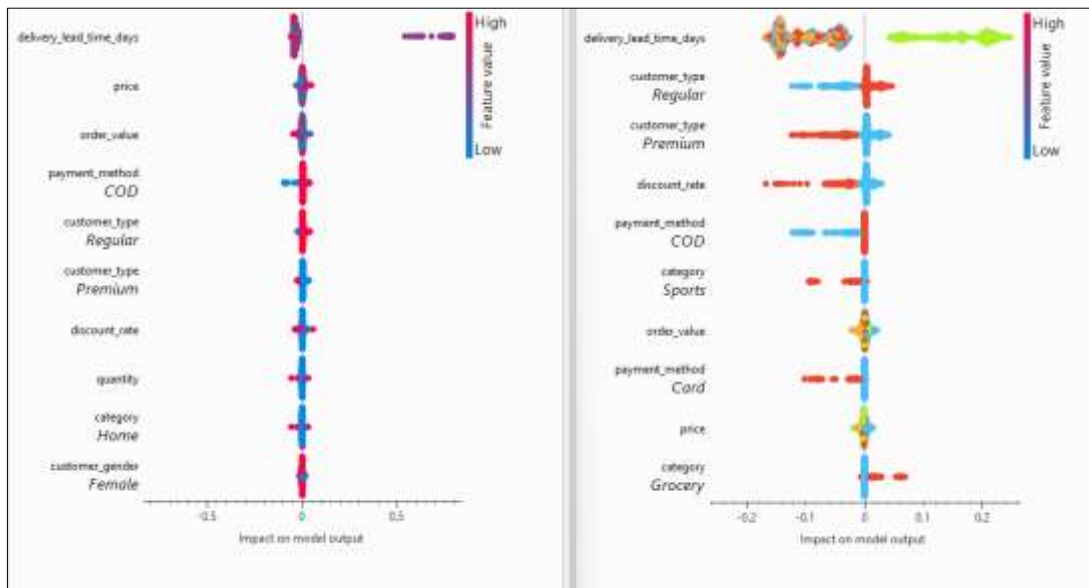 delivery_lead_time_days
price
order_value
payment_method
COD
customer_type
Regular
customer_type
Premium
discount_rate
quantity
category
Home
customer_gender
Female
-0.5
0
0.5
Impact on model output
High
Feature value
Low
delivery_lead_time_days
customer_type
Regular
customer_type
Premium
discount_rate
payment_method
COD
category
Sports
order_value
payment_method
Card
price
category
Grocery
-0.2
-0.1
0
0.1
0.2
Impact on model output
High
Feature value
Low